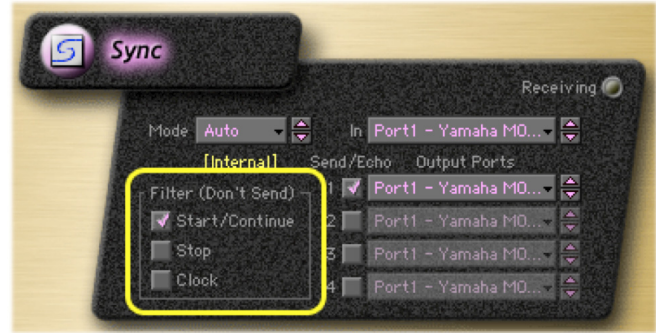 Sync
Receiving
Mode Auto In Port1 - Yamaha MO...
[Internal] Send/Echo Output Ports
Filter (Don't Send) 1 Port1 - Yamaha MO...
Start/Continue 2 Port1 - Yamaha MO...
Stop 3 Port1 - Yamaha MO...
Clock 4 Port1 - Yamaha MO...